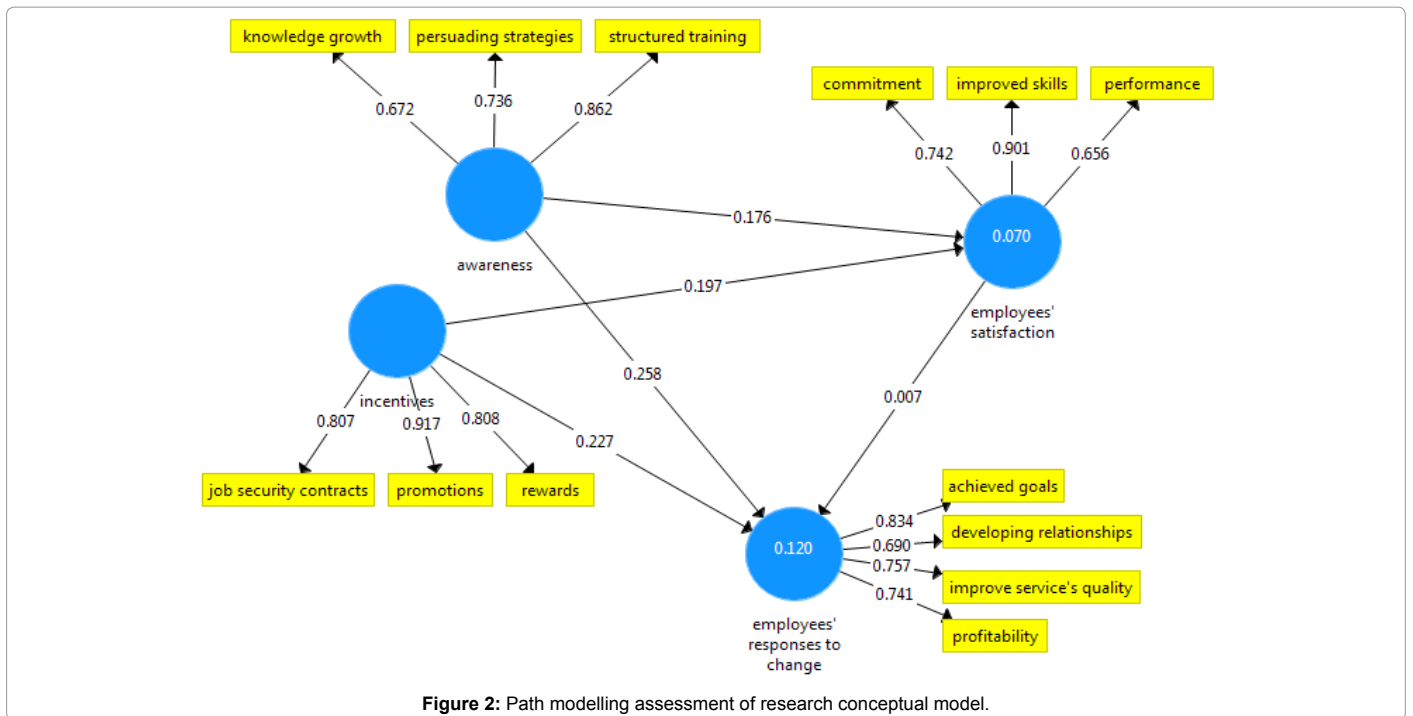 knowledge growth
persuading strategies
structured training
0.672
0.736
0.862
commitment
improved skills
performance
0.742
0.901
0.656
awareness
0.176
0.070
employees'
satisfaction
0.197
incentives
0.258
0.007
0.807
0.917
0.808
0.227
job security contracts
promotions
rewards
0.120
employees'
responses to
change
0.834
0.690
0.757
0.741
achieved goals
developing relationships
improve service's quality
profitability
Figure 2: Path modelling assessment of research conceptual model.